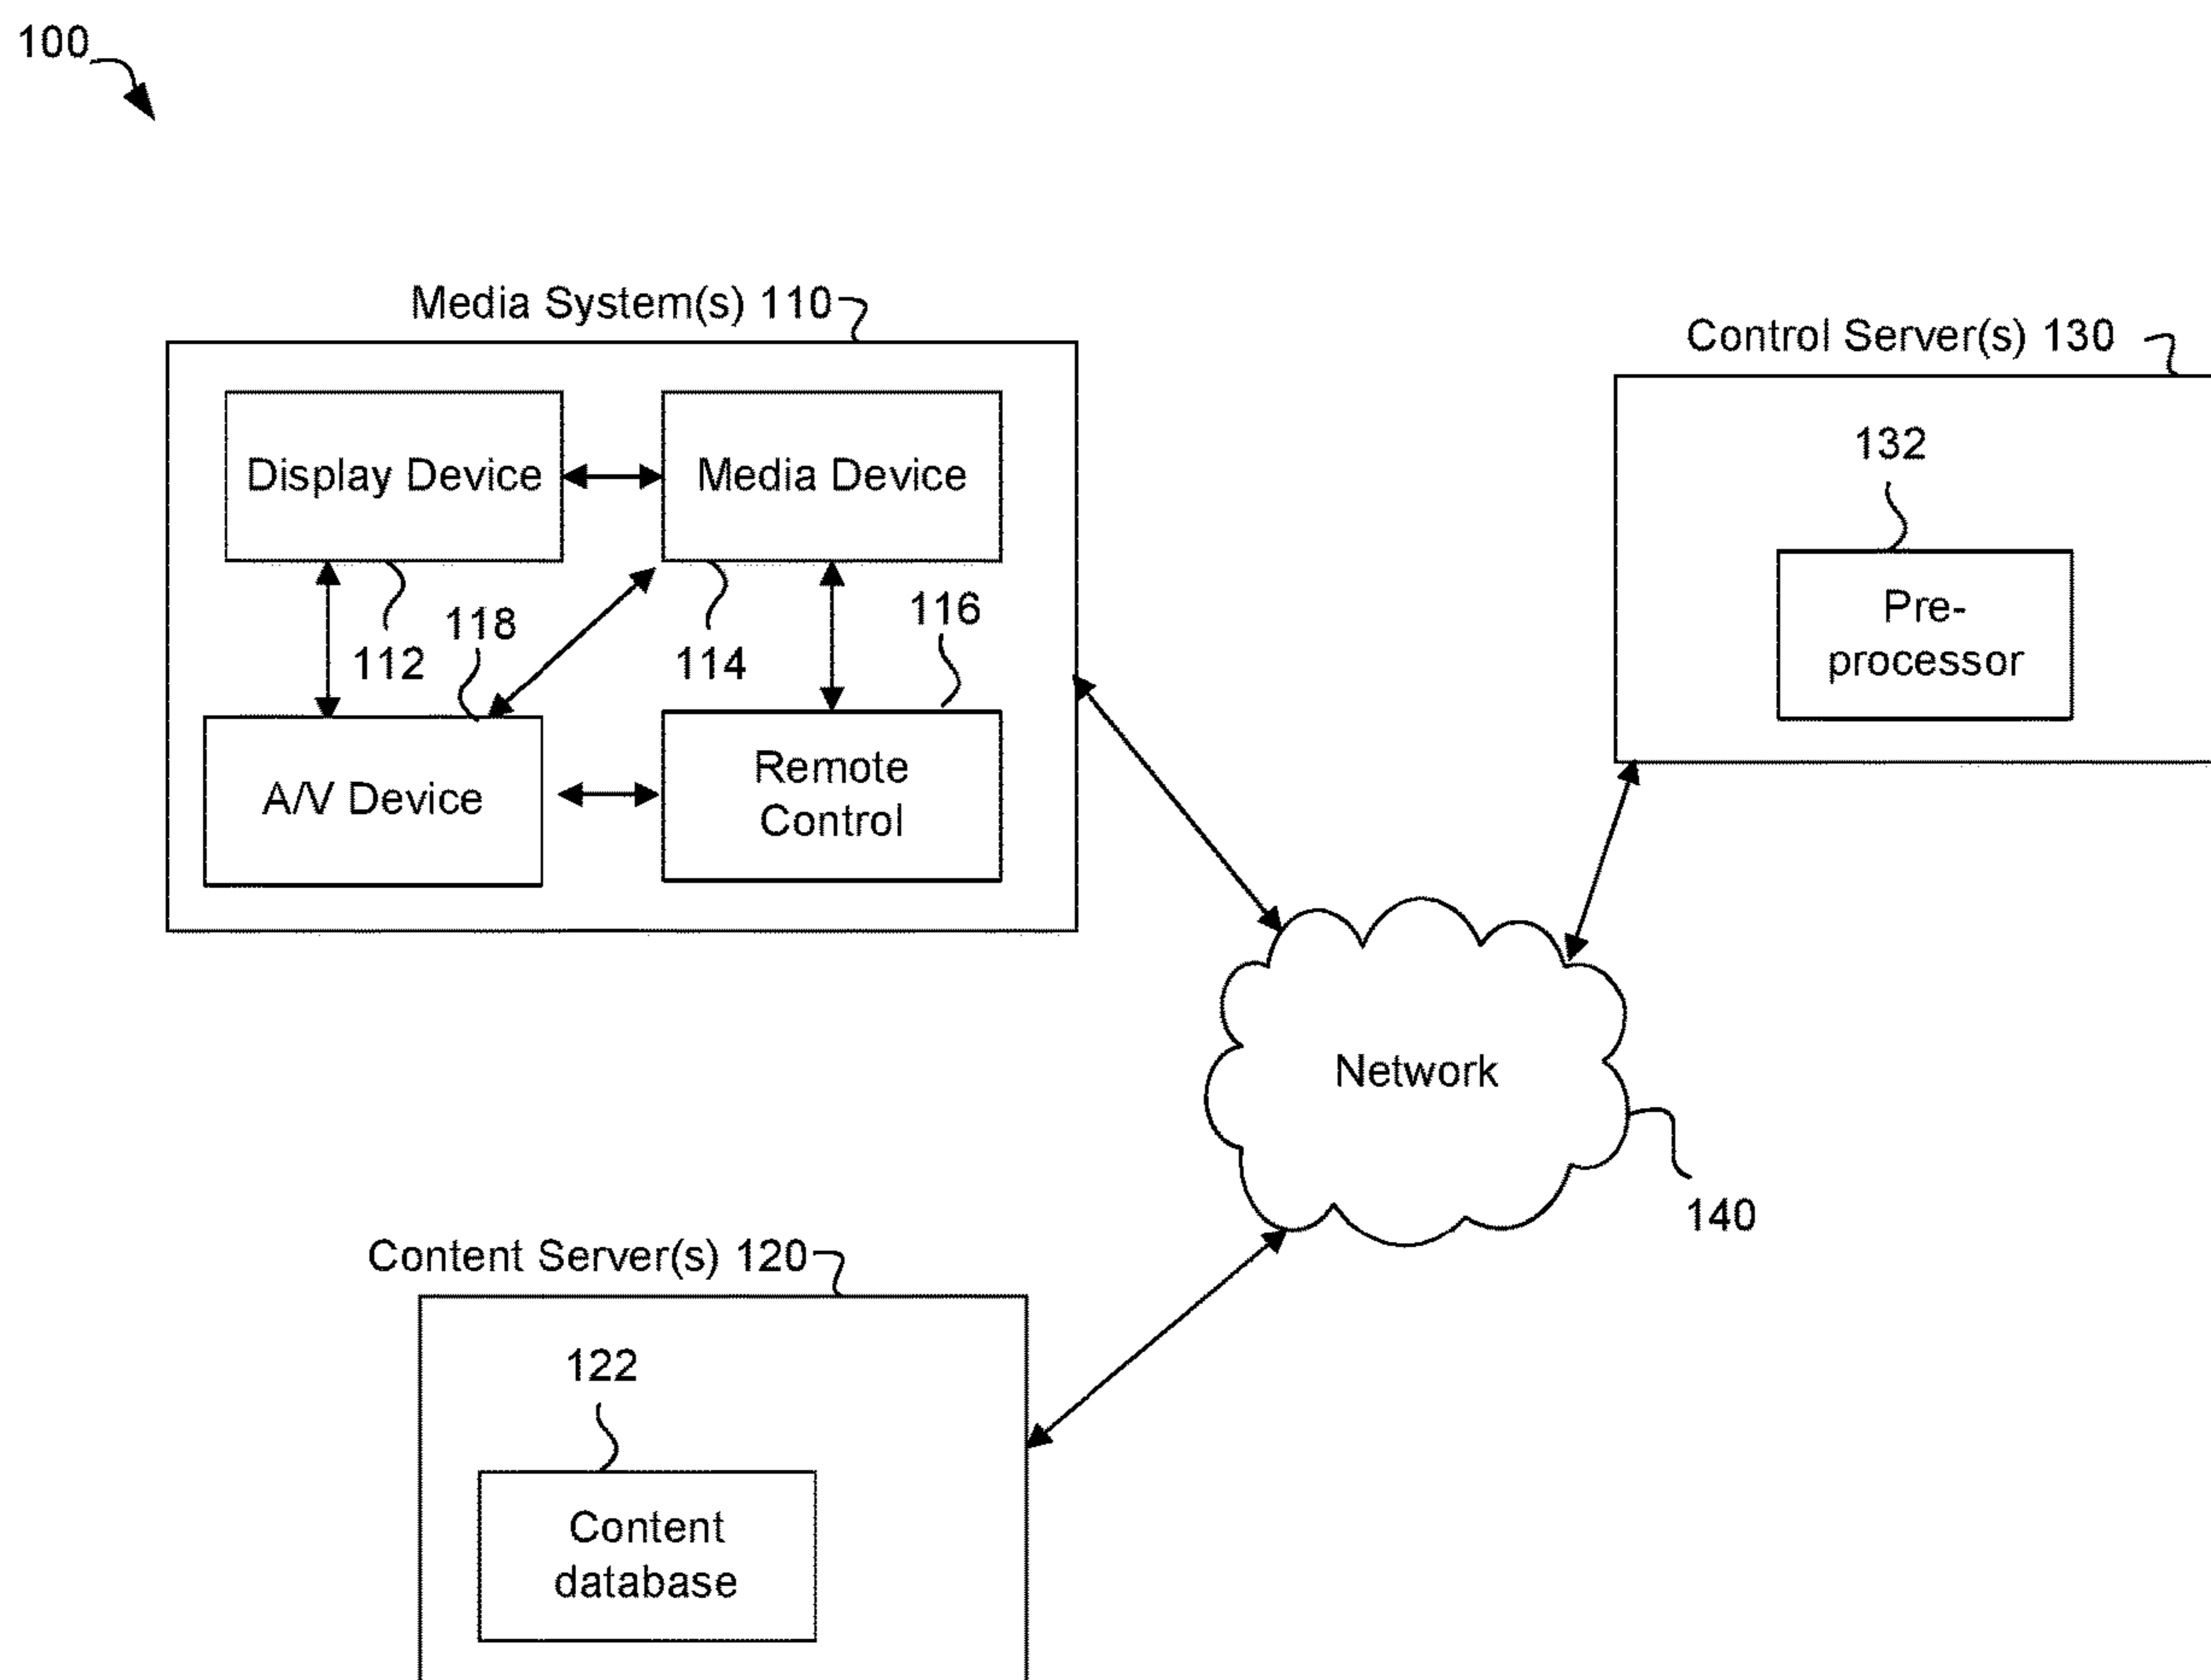 100
Media System(s) 110
Control Server(s) 130
132
Display Device
Media Device
Pre-
processor
112
118
114
116
A/V Device
Remote
Control
Network
140
Content Server(s) 120
122
Content
database